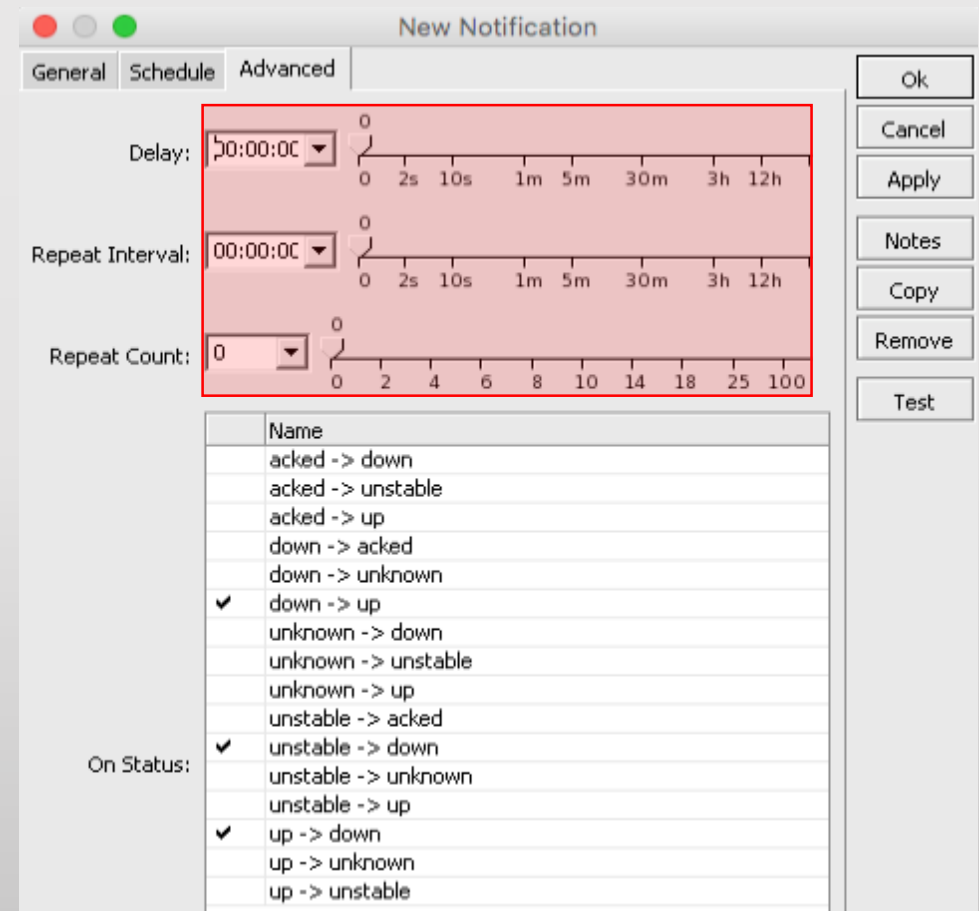 New Notification
General Schedule Advanced
Ok
Cancel
Apply
Notes
Copy
Remove
Test
Delay: 00:00:00
0
0 2s 10s 1m 5m 30m 3h 12h
Repeat Interval: 00:00:00
0
0 2s 10s 1m 5m 30m 3h 12h
Repeat Count: 0
0
0 2 4 6 8 10 14 18 25 100
Name
acked -> down
acked -> unstable
acked -> up
down -> acked
down -> unknown
down -> up
unknown -> down
unknown -> unstable
unknown -> up
unstable -> acked
On Status: unstable -> down
unstable -> unknown
unstable -> up
up -> down
up -> unknown
up -> unstable